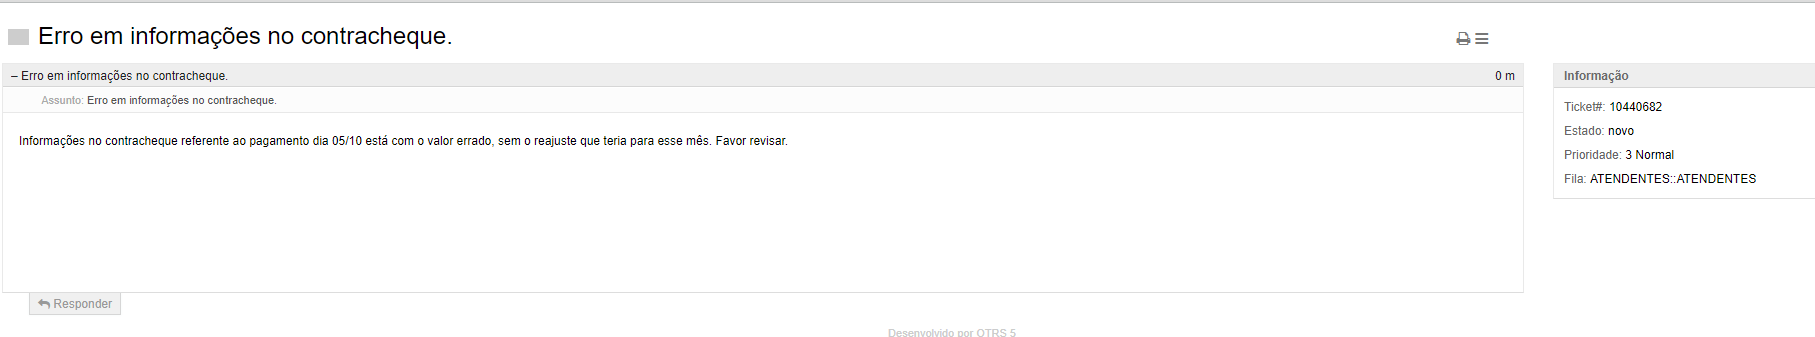 Erro em informações no contracheque.
– Erro em informações no contracheque. 0 m
Assunto: Erro em informações no contracheque.
Informações no contracheque referente ao pagamento dia 05/10 está com o valor errado, sem o reajuste que teria para esse mês. Favor revisar.
Responder
Informação
Ticket#: 10440682
Estado: novo
Prioridade: 3 Normal
Fila: ATENDENTES::ATENDENTES
Desenvolvido por OTRS 5